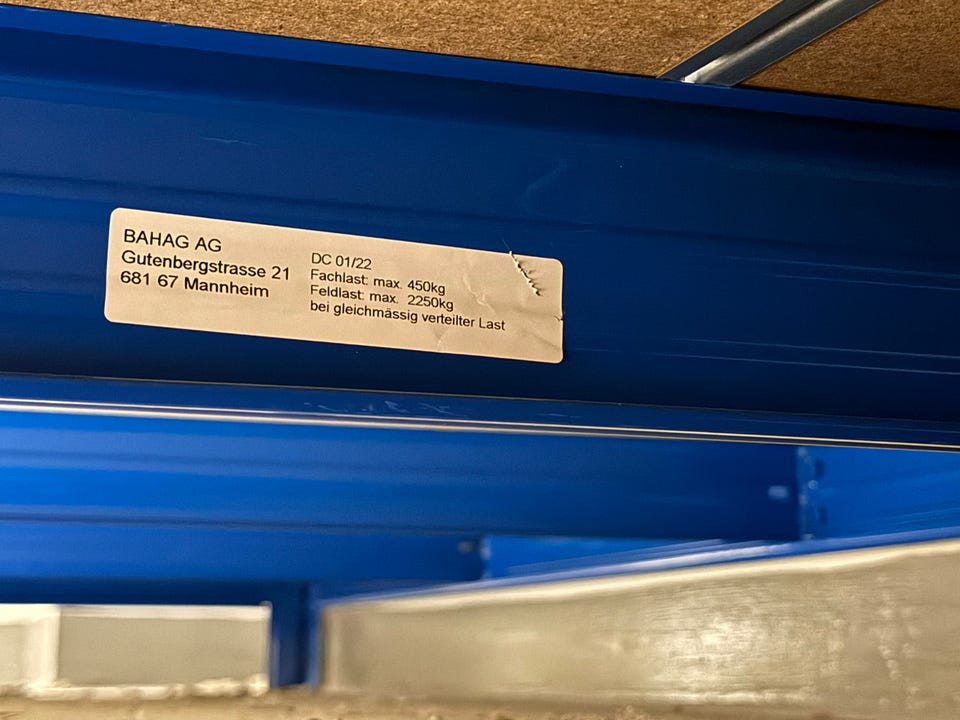 BAHAG AG
Gutenbergstrasse 21
681 67 Mannheim
DC 01/22
Fachlast: max. 450kg
Feldlast: max. 2250kg
bei gleichmässig verteilter Last